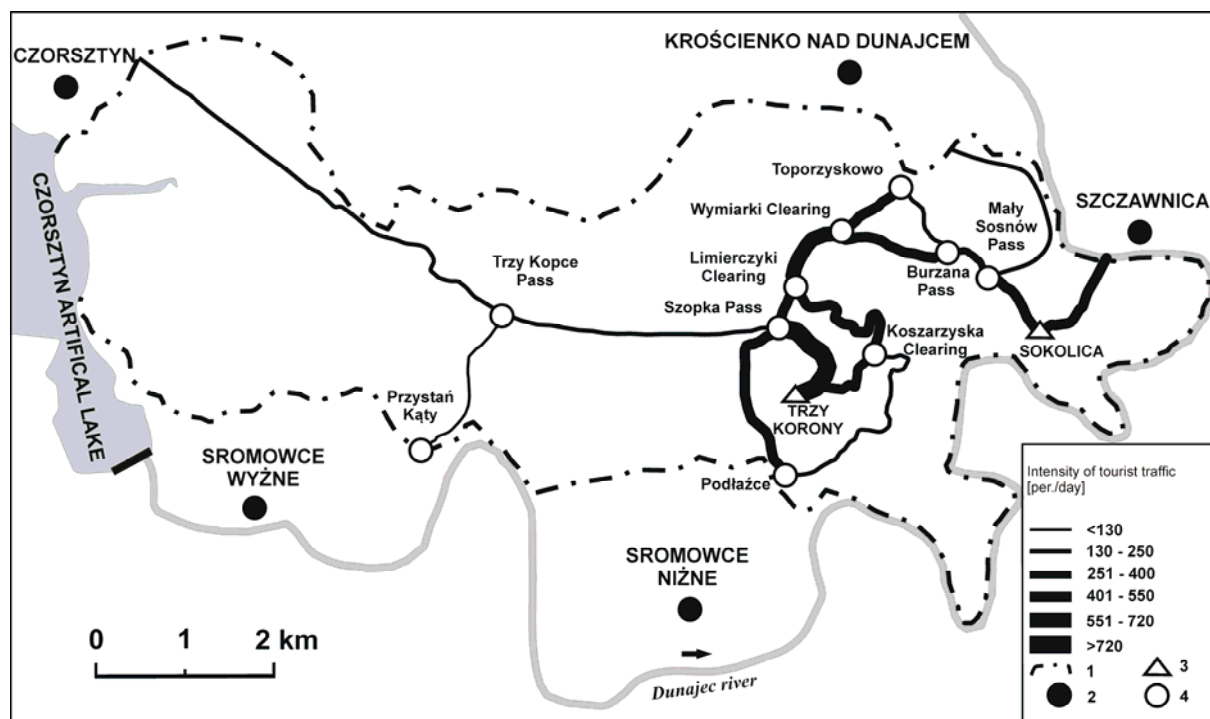 CZORSZTYN
KROŚCIENKO NAD DUNAJCEM
Toporzyskowo
Mały
Sosnów
Pass
SZCZAWNICA
Wymiarki Clearing
Limierczyki
Clearing
Burzana
Pass
Trzy Kopce
Pass
Szopka Pass
Koszarzyska
Clearing
SOKOLICA
CZORSZTYN ARTIFICAL LAKE
Przystań
Kąty
TRZY
KORONY
SROMOWCE
WYŻNE
Podłaźce
SROMOWCE
NIŻNE
0 1 2 km
Dunajec river
Intensity of tourist traffic
[per./day]
<130
130 - 250
251 - 400
401 - 550
551 - 720
>720
1 3
2 4